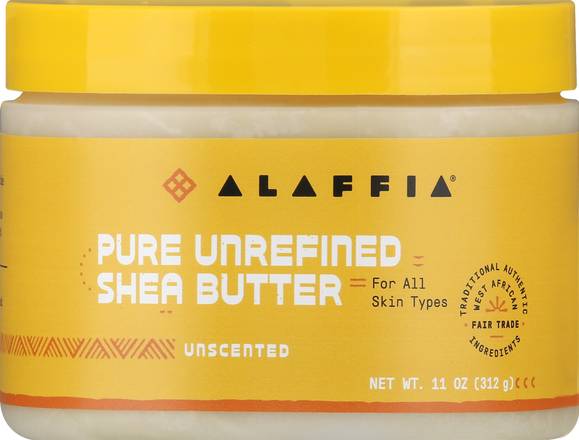 ALAFFIA®
PURE UNREFINED
SHEA BUTTER
For All
Skin Types
UNSCENTED
TRADITIONAL AUTHENTIC
WEST AFRICAN
FAIR TRADE
INGREDIENTS
NET WT. 11 OZ (312 g)